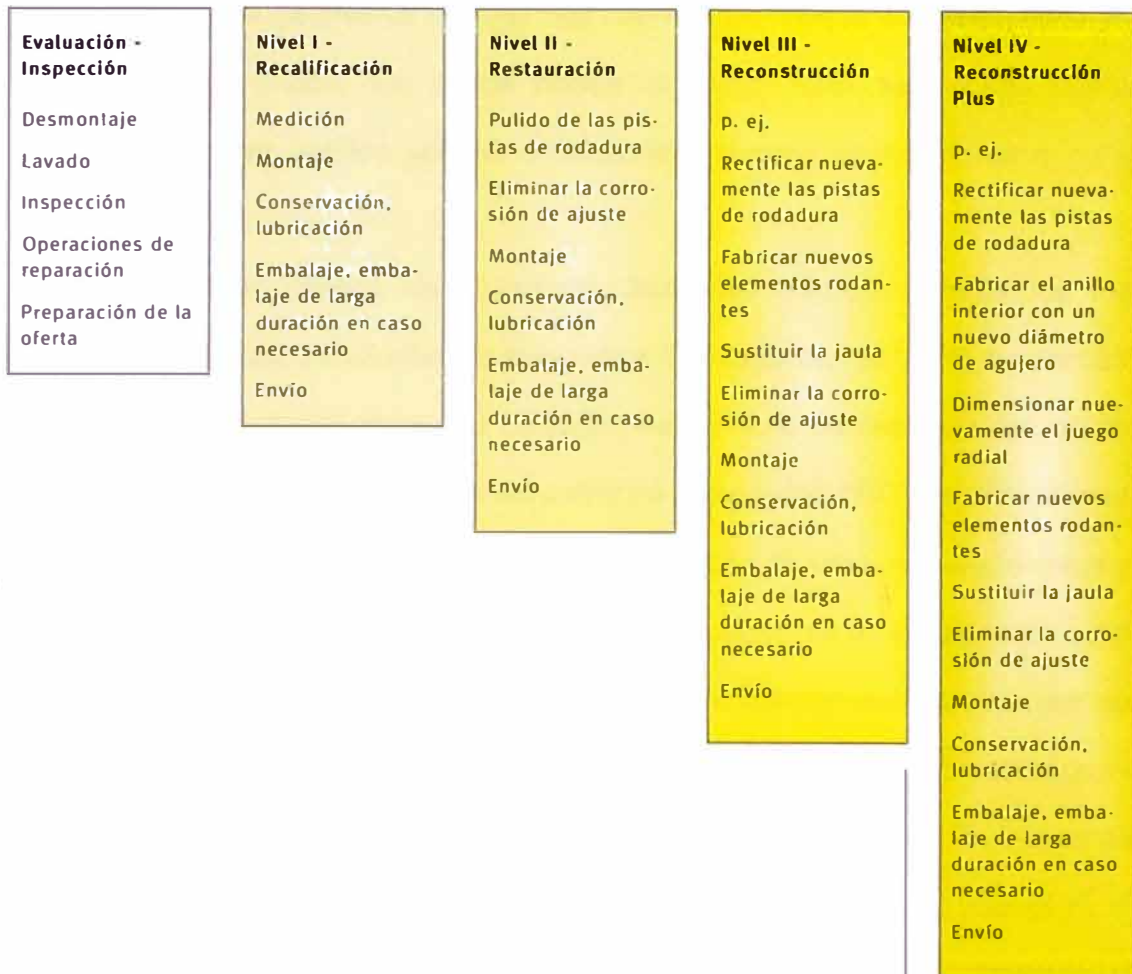 Evaluación -
Inspección
Desmontaje
Lavado
Inspección
Operaciones de
reparación
Preparación de la
oferta
Nivel I -
Recalificación
Medición
Montaje
Conservación,
lubricación
Embalaje, emba-
laje de larga
duración en caso
necesario
Envío
Nivel II -
Restauración
Pulido de las pis-
tas de rodadura
Eliminar la corro-
sión de ajuste
Montaje
Conservación,
lubricación
Embalaje, emba-
laje de larga
duración en caso
necesario
Envío
Nivel III -
Reconstrucción
p. ej.
Rectificar nueva-
mente las pistas
de rodadura
Fabricar nuevos
elementos rodan-
tes
Sustituir la jaula
Eliminar la corro-
sión de ajuste
Montaje
Conservación,
lubricación
Embalaje, emba-
laje de larga
duración en caso
necesario
Envío
Nivel IV -
Reconstrucción
Plus
p. ej.
Rectificar nueva-
mente las pistas
de rodadura
Fabricar el anillo
interior con un
nuevo diámetro
de agujero
Dimensionar nue-
vamente el juego
radial
Fabricar nuevos
elementos rodan-
tes
Sustituir la jaula
Eliminar la corro-
sión de ajuste
Montaje
Conservación,
lubricación
Embalaje, emba-
laje de larga
duración en caso
necesario
Envío